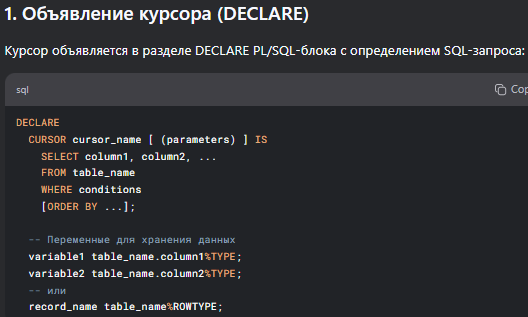 1. Объявление курсора (DECLARE)
Курсор объявляется в разделе DECLARE PL/SQL-блока с определением SQL-запроса:
sql
DECLARE
CURSOR cursor_name [ (parameters) ] IS
SELECT column1, column2, ...
FROM table_name
WHERE conditions
[ORDER BY ...];
-- Переменные для хранения данных
variable1 table_name.column1%TYPE;
variable2 table_name.column2%TYPE;
-- или
record_name table_name%ROWTYPE;